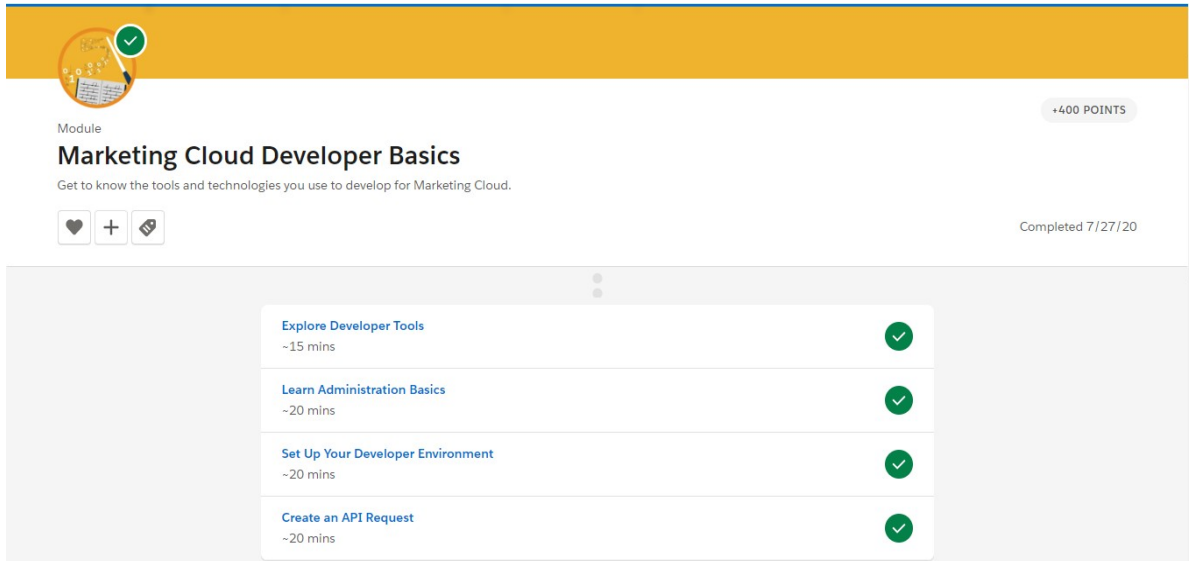 +400 POINTS
Module
Marketing Cloud Developer Basics
Get to know the tools and technologies you use to develop for Marketing Cloud.
Completed 7/27/20
Explore Developer Tools
~15 mins
Learn Administration Basics
~20 mins
Set Up Your Developer Environment
~20 mins
Create an API Request
~20 mins